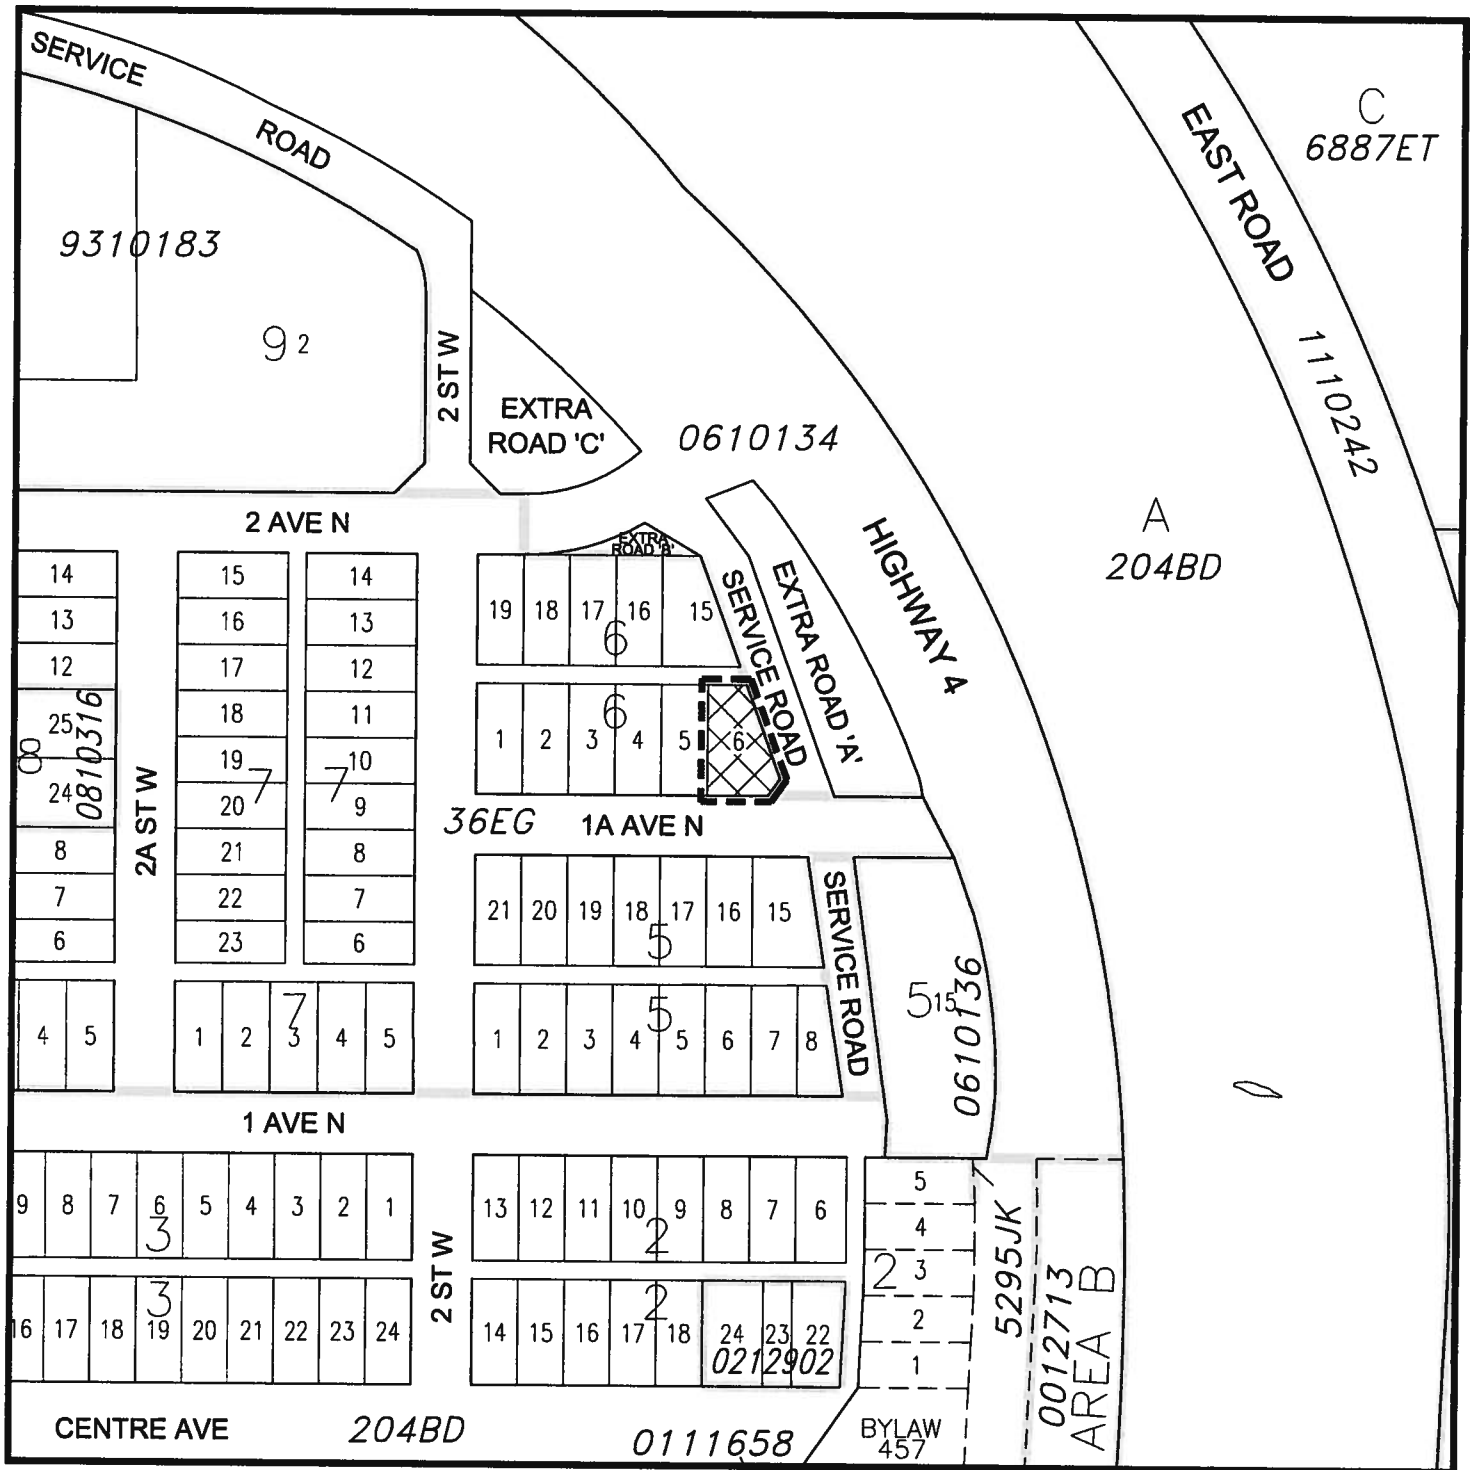 SERVICE
ROAD
C
6887ET
EAST ROAD
1110242
9310183
9 2
2 ST W
EXTRA
ROAD 'C'
0610134
A
204BD
HIGHWAY 4
2 AVE N
EXTRA
ROAD 'B'
SERVICE ROAD
EXTRA ROAD 'A'
14
13
12
25
24
8
7
6
8
0810316
2A ST W
15
16
17
18
19
20
21
22
23
7
14
13
12
11
10
9
8
7
6
7
19 18 17 16 15
6
6
1 2 3 4 5 6
36EG
1A AVE N
21 20 19 18 17 16 15
5
SERVICE ROAD
5 15
0610136
4 5
1 2 3 4 5
7
5
1 2 3 4 5 6 7 8
1 AVE N
9 8 7 6 5 4 3 2 1
3
13 12 11 10 9 8 7 6
2
2 ST W
3
16 17 18 19 20 21 22 23 24
2
14 15 16 17 18 24 23 22
0212902
5
4
3
2
1
2
5295JK
0012713
AREA B
CENTRE AVE
204BD
0111658
BYLAW
457